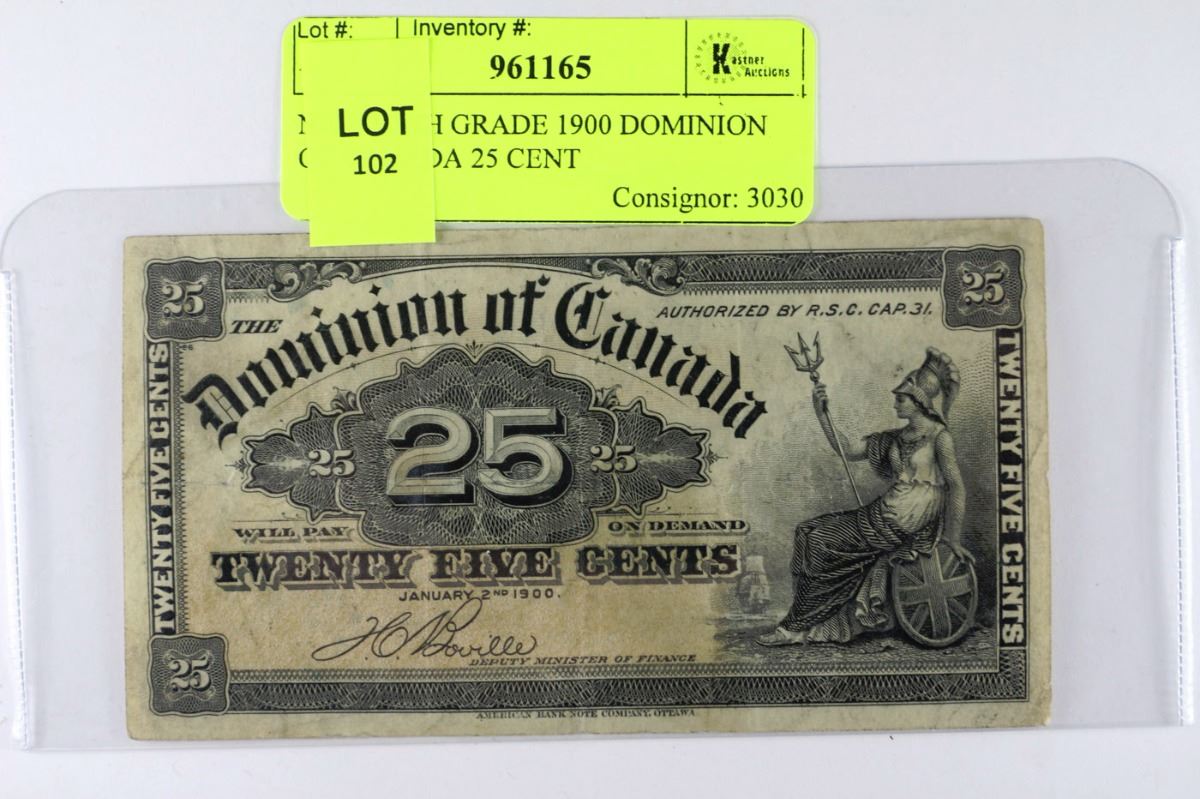 Lot #:
Inventory #:
961165
Kastner
Auctions
LOT
102
H GRADE 1900 DOMINION
DA 25 CENT
Consignor: 3030
25
25
THE
Dominion of Canada
AUTHORIZED BY R.S.C. CAP. 31.
TWENTY FIVE CENTS
TWENTY FIVE CENTS
25
25
25
WILL PAY
ON DEMAND
TWENTY FIVE CENTS
JANUARY 2ND 1900.
H C Boville
DEPUTY MINISTER OF FINANCE
25
AMERICAN BANK NOTE COMPANY, OTTAWA.